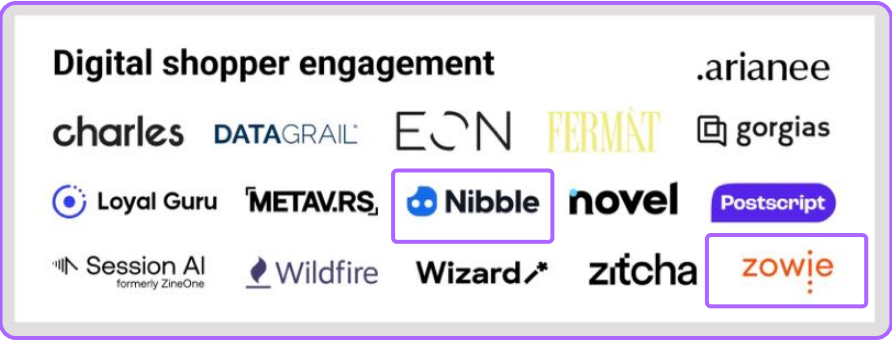 Digital shopper engagement
.arianee
charles
DATAGRAIL
EON
FERMÀT
gorgias
Loyal Guru
METAV.RS
Nibble
novel
Postscript
Session AI
formerly ZineOne
Wildfire
Wizard
zitcha
zowie